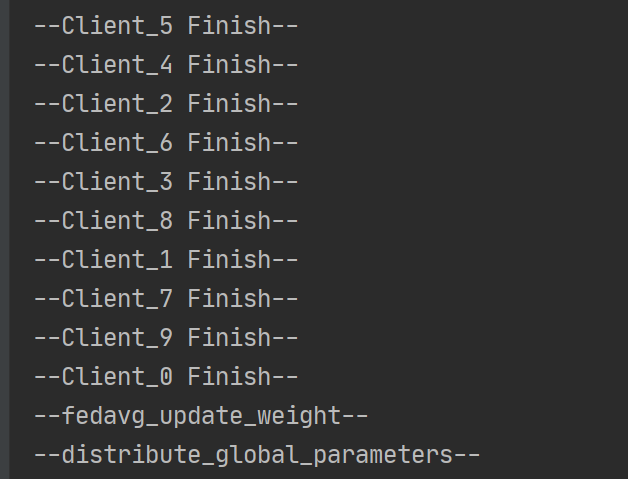 --Client_5 Finish--
--Client_4 Finish--
--Client_2 Finish--
--Client_6 Finish--
--Client_3 Finish--
--Client_8 Finish--
--Client_1 Finish--
--Client_7 Finish--
--Client_9 Finish--
--Client_0 Finish--
--fedavg_update_weight--
--distribute_global_parameters--